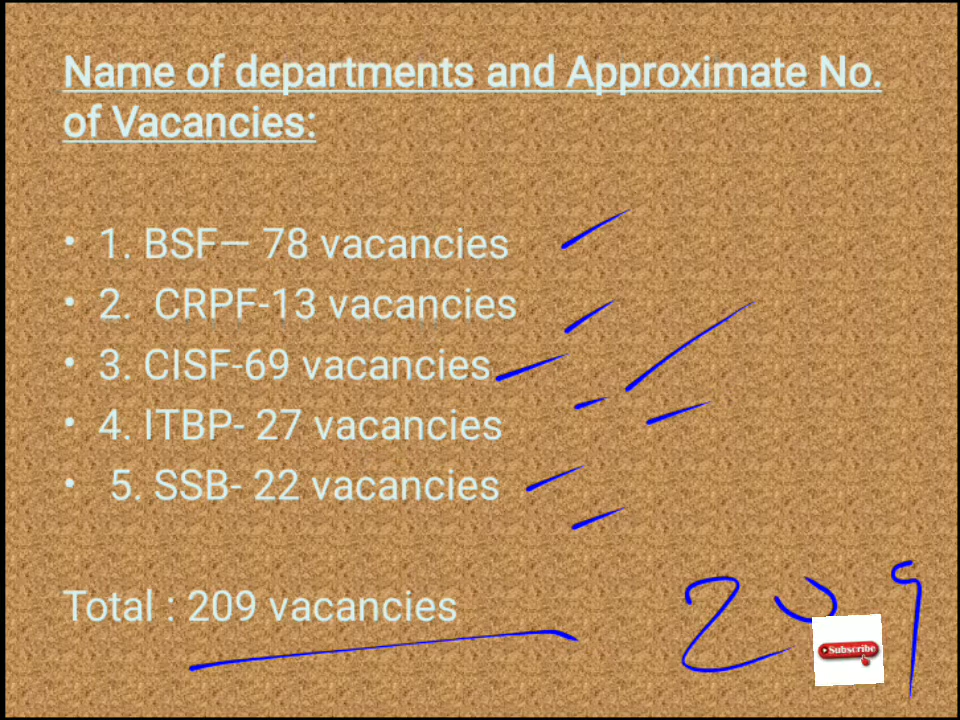 Name of departments and Approximate No.
of Vacancies:
• 1. BSF— 78 vacancies
• 2. CRPF-13 vacancies
• 3. CISF-69 vacancies
• 4. ITBP- 27 vacancies
• 5. SSB- 22 vacancies
Total : 209 vacancies
209
Subscribe